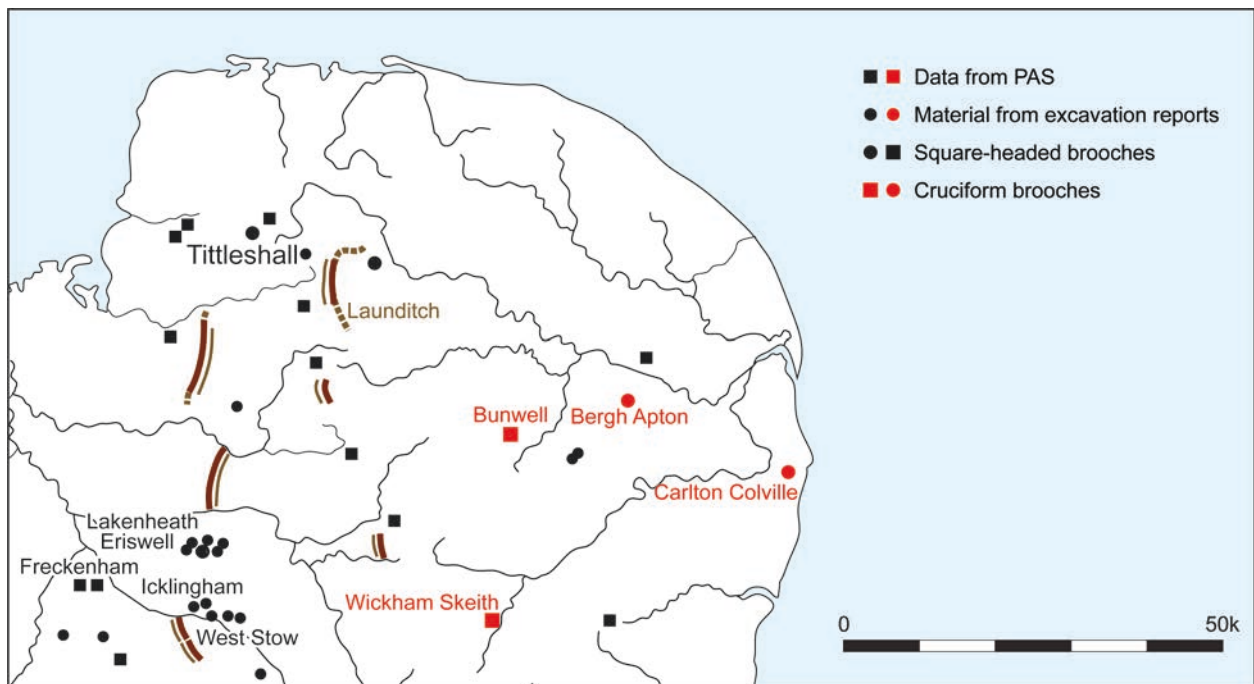 Data from PAS
Material from excavation reports
Square-headed brooches
Cruciform brooches
Tittleshall
Launditch
Bunwell
Bergh Apton
Carlton Colville
Lakenheath
Eriswell
Freckenham
Icklingham
Wickham Skeith
West Stow
0
50k